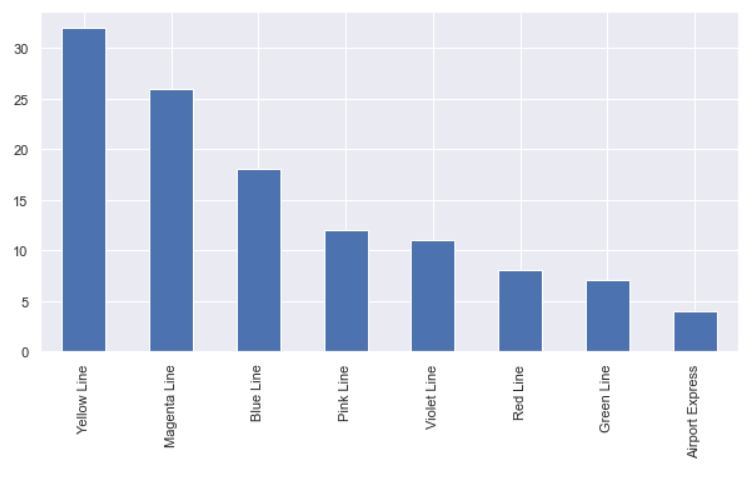 30
25
20
15
10
5
0
Yellow Line
Magenta Line
Blue Line
Pink Line
Violet Line
Red Line
Green Line
Airport Express